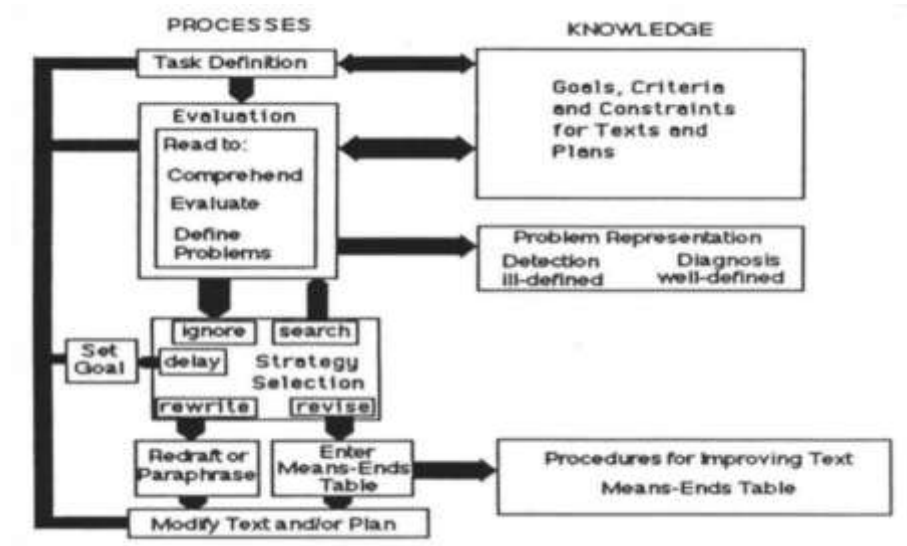 PROCESSES
KNOWLEDGE
Task Definition
Goals, Criteria
and Constraints
for Texts and
Plans
Evaluation
Read to:
Comprehend
Evaluate
Define
Problems
Problem Representation
Detection
ill-defined
Diagnosis
well-defined
ignore
search
Set
Goal
delay
Strategy
Selection
rewrite
revise
Redraft or
Paraphrase
Enter
Means-Ends
Table
Procedures for Improving Text
Means-Ends Table
Modify Text and/or Plan